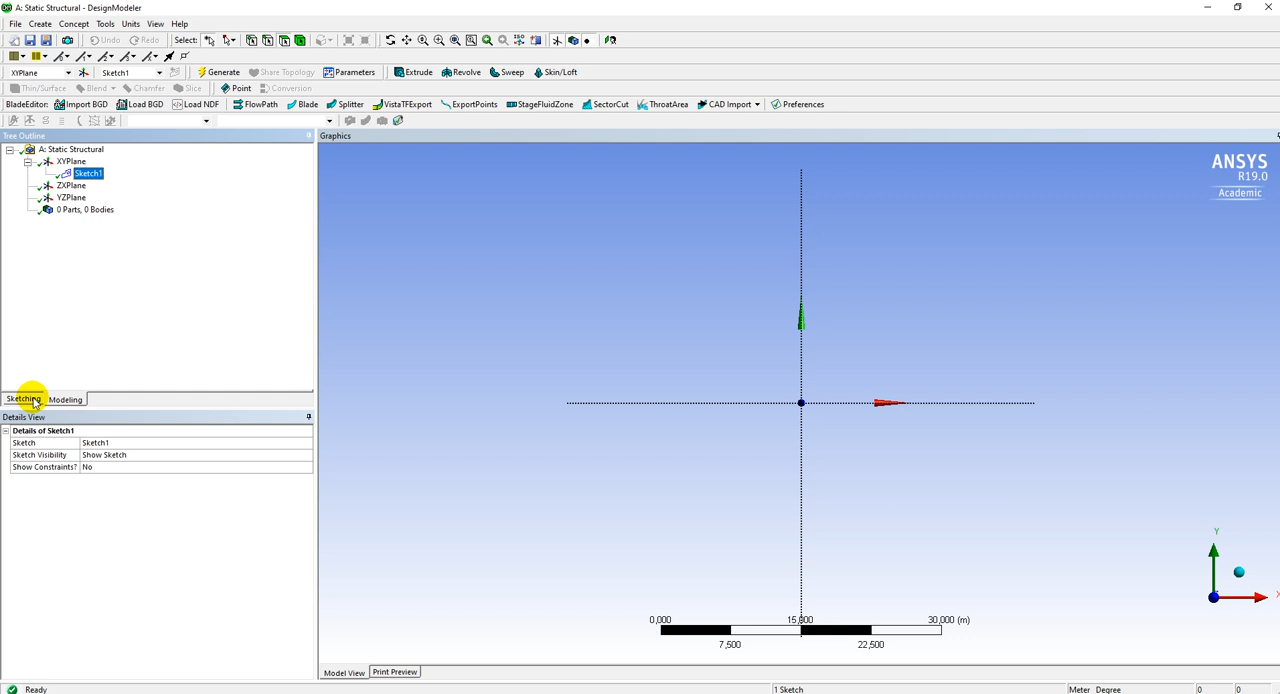 A: Static Structural - DesignModeler
File Create Concept Tools Units View Help
Undo Redo Select:
XYPlane Sketch1 Generate Share Topology Parameters Extrude Revolve Sweep Skin/Loft
Thin/Surface Blend Chamfer Slice Point Conversion
BladeEditor: Import BGD Load BGD Load NDF FlowPath Blade Splitter VistaTFExport ExportPoints StageFluidZone SectorCut ThroatArea CAD Import Preferences
Tree Outline
Graphics
A: Static Structural
XYPlane
Sketch1
ZXPlane
YZPlane
0 Parts, 0 Bodies
ANSYS
R19.0
Academic
Sketching Modeling
Details View
Details of Sketch1
Sketch Sketch1
Sketch Visibility Show Sketch
Show Constraints? No
Y
X
0,000 15,000 30,000 (m)
7,500 22,500
Model View Print Preview
Ready 1 Sketch Meter Degree 0 0